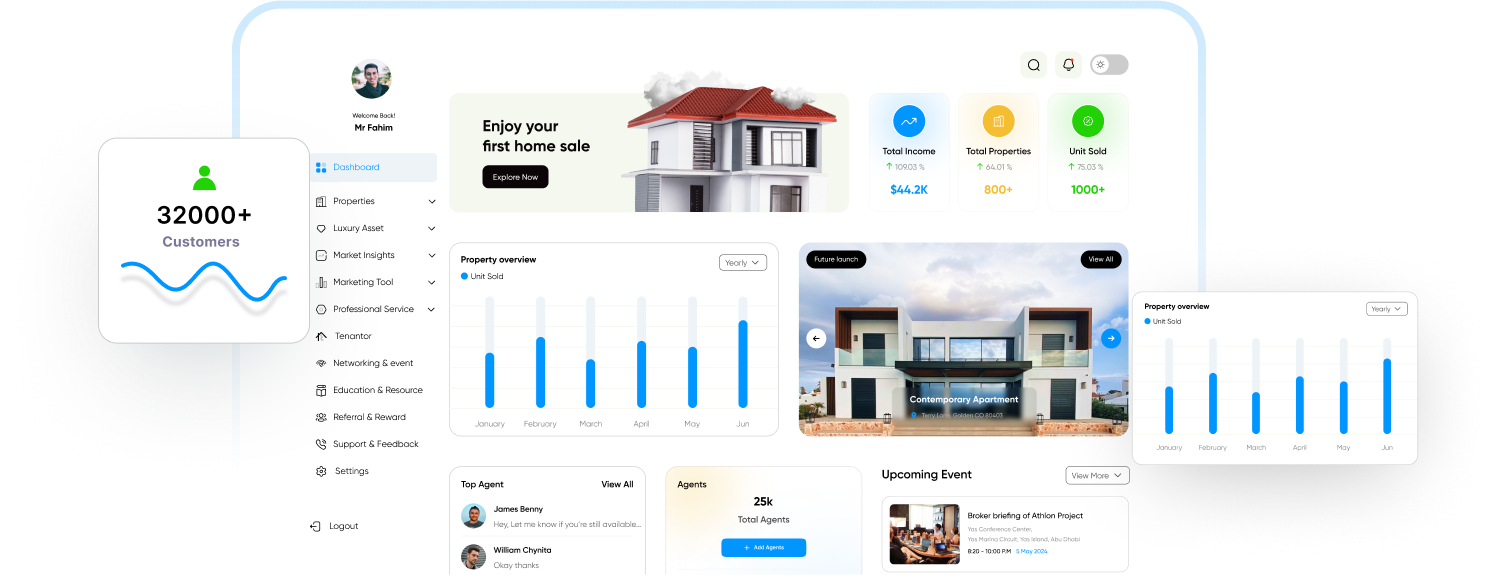 Welcome Back!
Mr Fahim
32000+
Customers
Dashboard
Properties
Luxury Asset
Market Insights
Marketing Tool
Professional Service
Tenantor
Networking & event
Education & Resource
Referral & Reward
Support & Feedback
Settings
Logout
Enjoy your
first home sale
Explore Now
Total Income
109.03 %
$44.2K
Total Properties
64.01 %
800+
Unit Sold
75.03 %
1000+
Property overview
Yearly
Unit Sold
January February March April May Jun
Future launch
View All
Contemporary Apartment
Terry Lane, Golden CO 80403
Property overview
Yearly
Unit Sold
January February March April May Jun
Top Agent View All
James Benny
Hey, Let me know if you're still available...
William Chynita
Okay thanks
Agents
25k
Total Agents
+ Add Agents
Upcoming Event
View More
Broker briefing of Athlon Project
Yas Conference Center,
Yas Marina Circuit, Yas Island, Abu Dhabi
8:20 - 10:00 P.M 5 May 2024